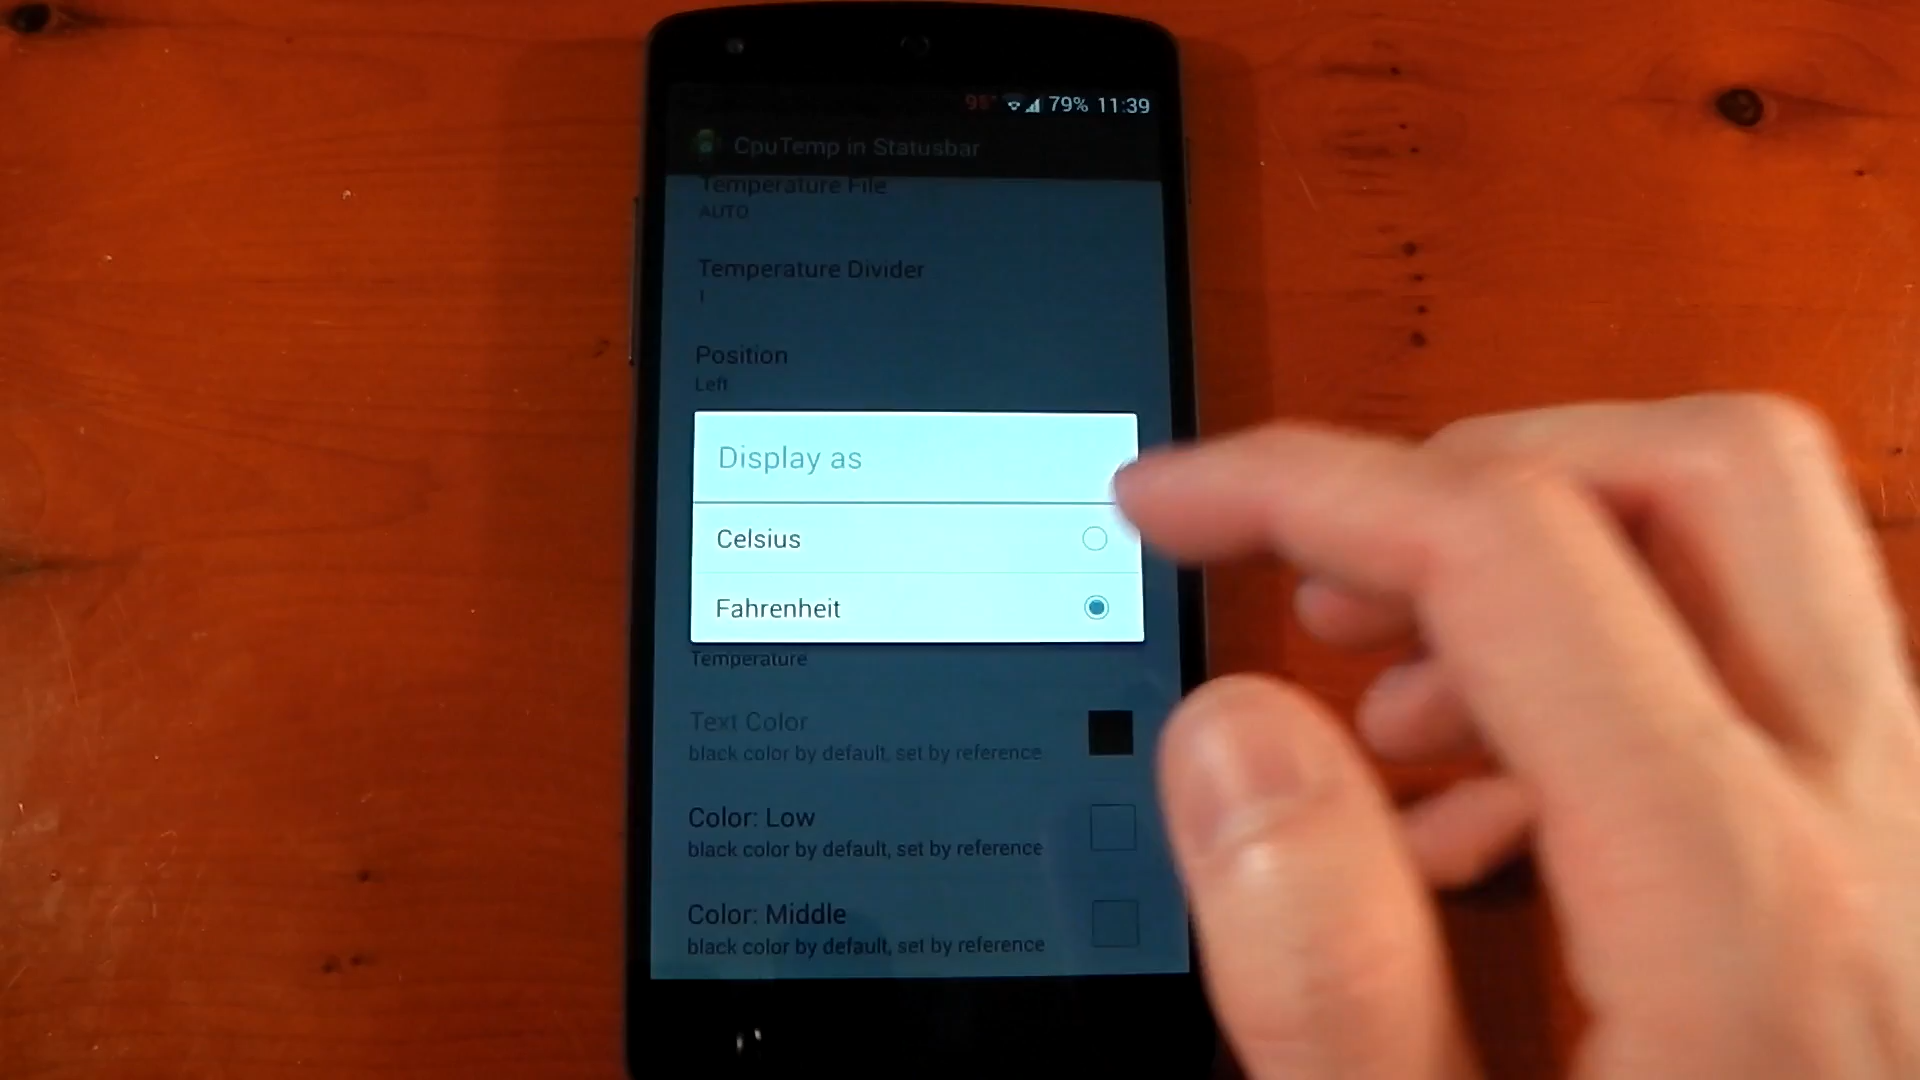 79% 11:39
CpuTemp in Statusbar
Temperature File
AUTO
Temperature Divider
1
Position
Left
Display as
Celsius
Fahrenheit
Temperature
Text Color
black color by default, set by reference
Color: Low
black color by default, set by reference
Color: Middle
black color by default, set by reference